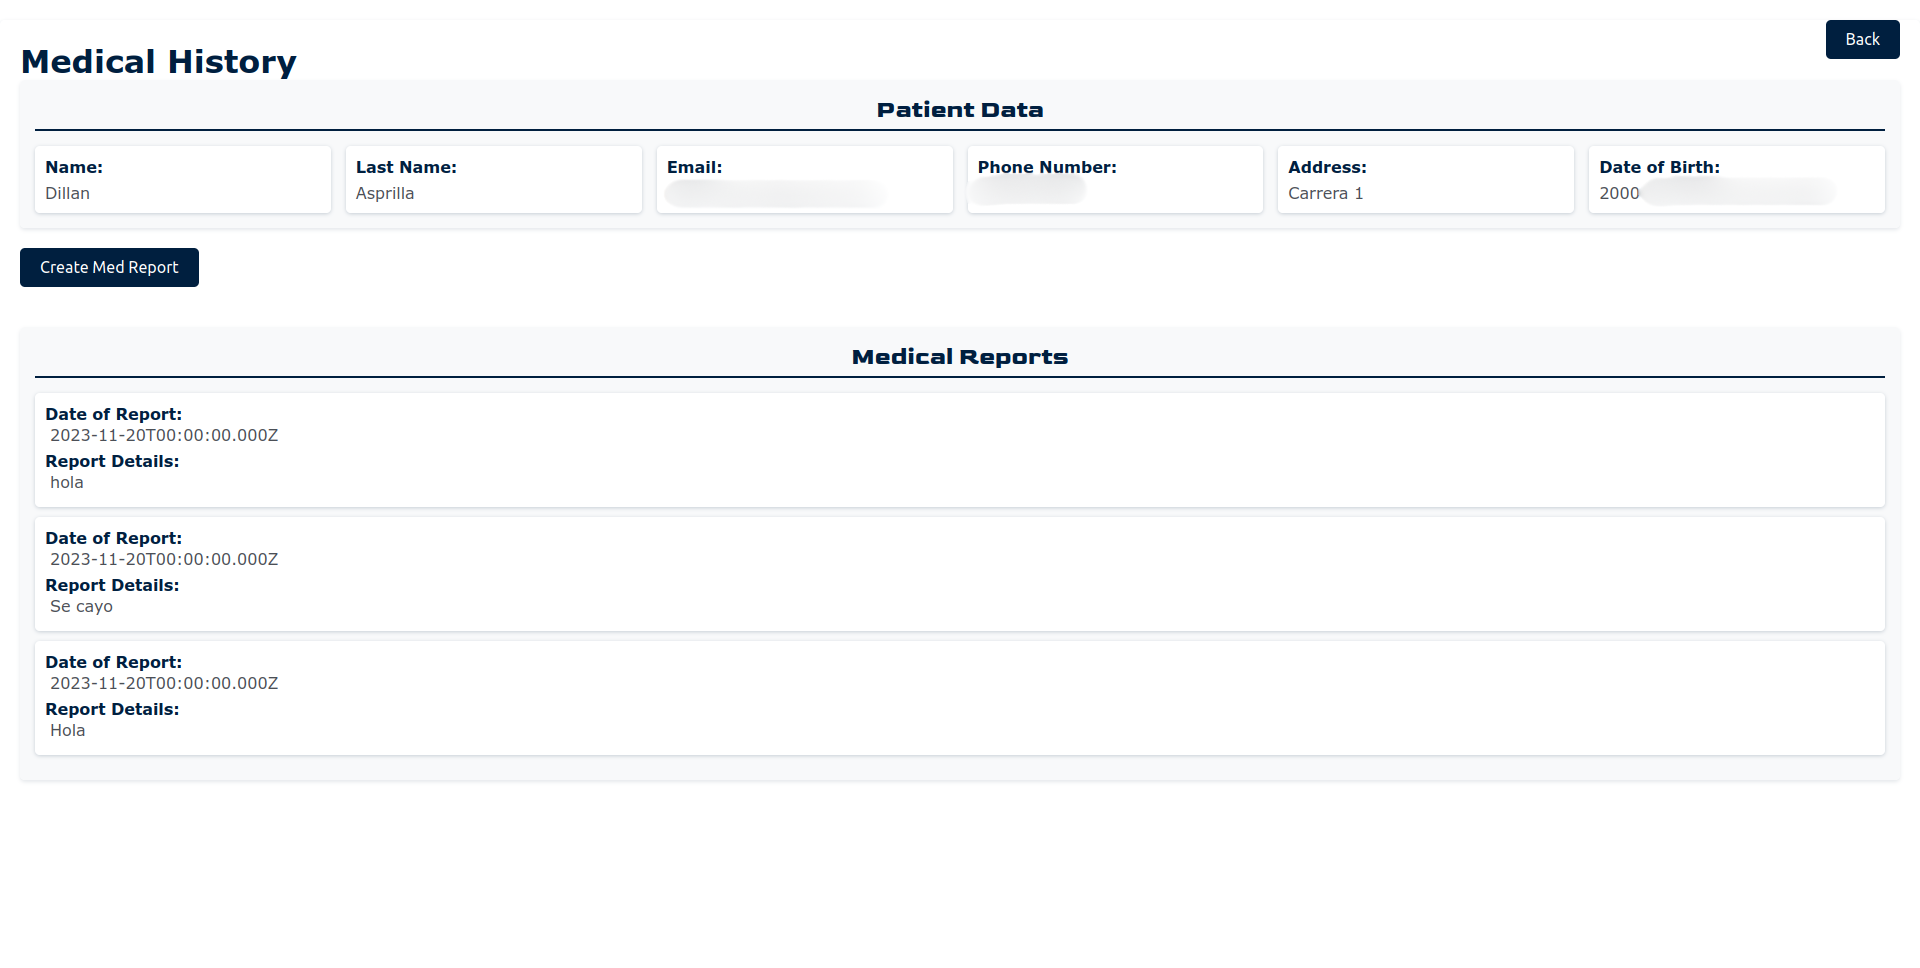 Back
Medical History
Patient Data
Name:
Dillan
Last Name:
Asprilla
Email:
Phone Number:
Address:
Carrera 1
Date of Birth:
2000
Create Med Report
Medical Reports
Date of Report:
2023-11-20T00:00:00.000Z
Report Details:
hola
Date of Report:
2023-11-20T00:00:00.000Z
Report Details:
Se cayo
Date of Report:
2023-11-20T00:00:00.000Z
Report Details:
Hola